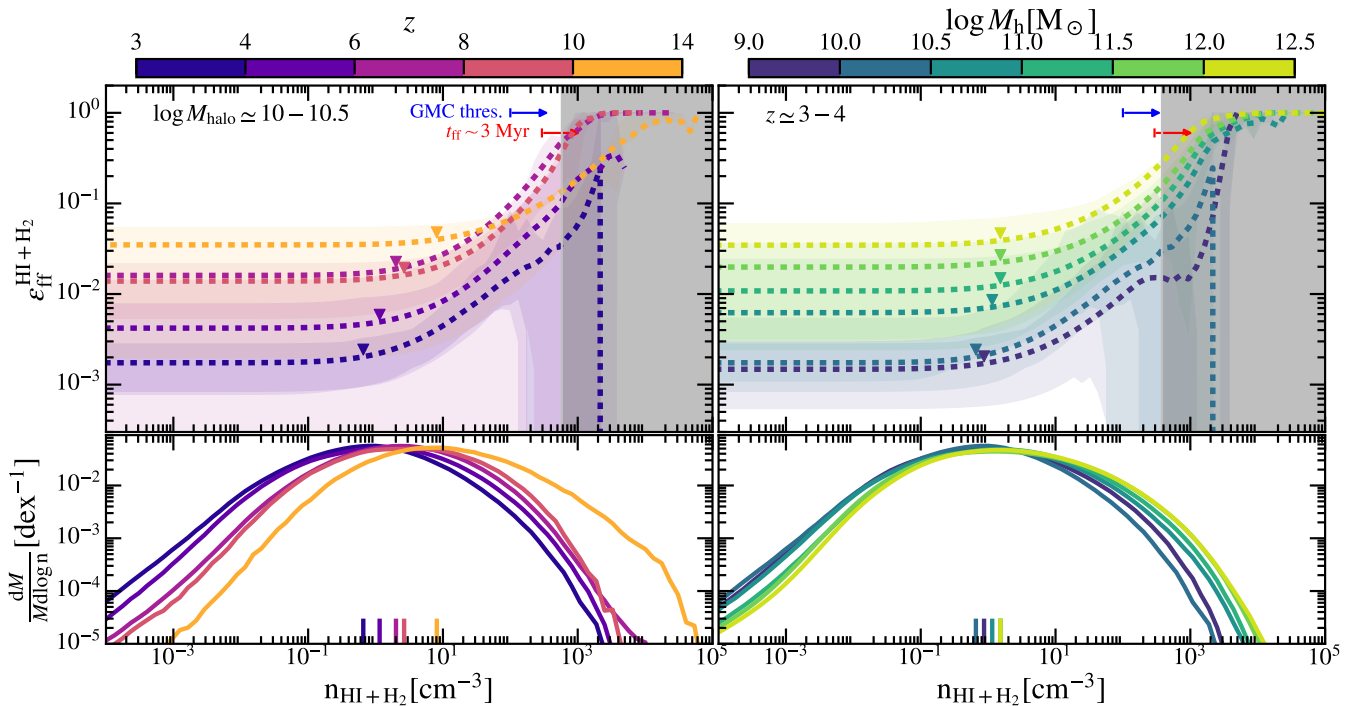 z
log M_h [M_⊙]
3 4 6 8 10 14
9.0 10.0 10.5 11.0 11.5 12.0 12.5
log M_halo ≃ 10 − 10.5
GMC thres.
t_ff ∼ 3 Myr
z ≃ 3 − 4
10^0
10^−1
10^−2
10^−3
ε_ff^{HI+H_2}
10^−2
10^−3
10^−4
10^−5
dM/Mdlog n [dex^−1]
10^−3 10^−1 10^1 10^3 10^5
10^−3 10^−1 10^1 10^3 10^5
n_{HI+H_2} [cm^−3]
n_{HI+H_2} [cm^−3]